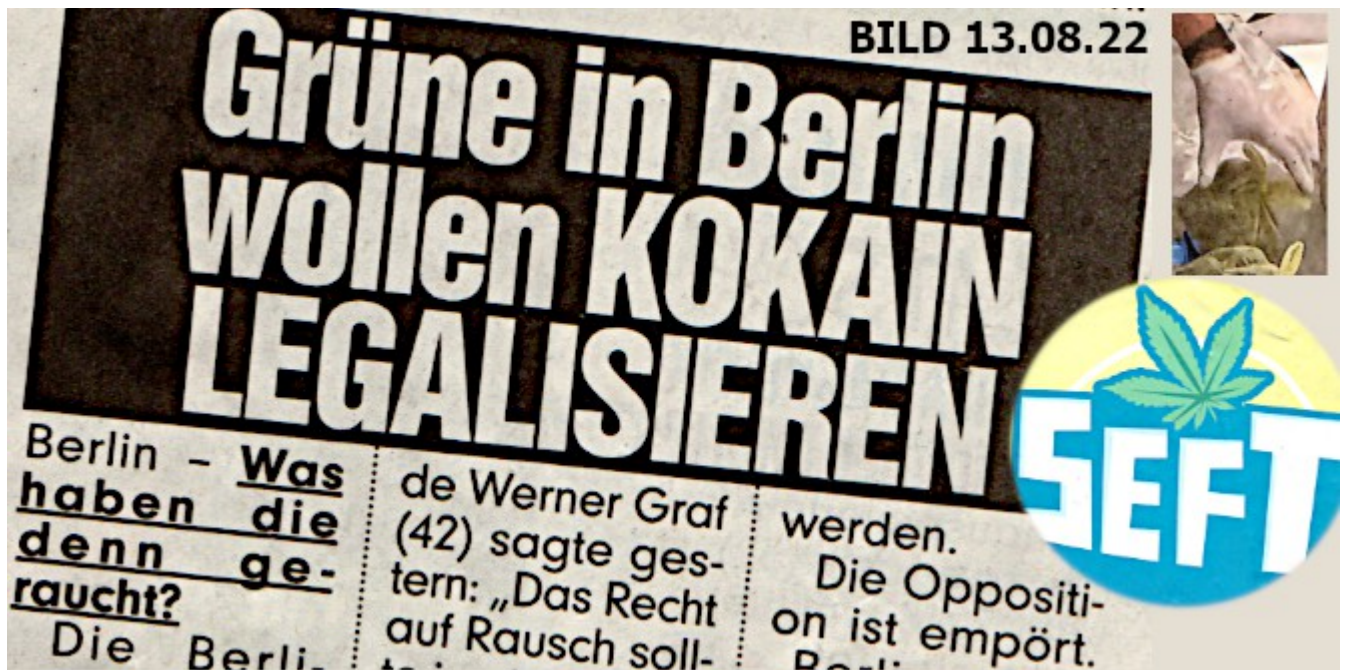 BILD 13.08.22
Grüne in Berlin
wollen KOKAIN
LEGALISIEREN
Berlin – Was
haben die
denn ge-
raucht?
Die Berli-
de Werner Graf
(42) sagte ges-
tern: „Das Recht
auf Rausch soll-
werden.
Die Oppositi-
on ist empört.
SEFT